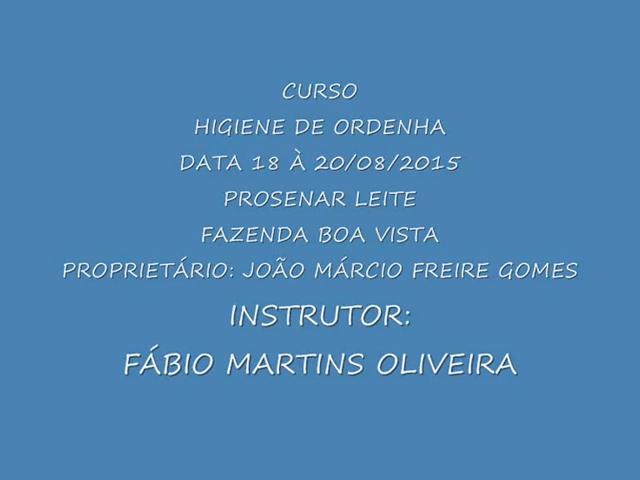 CURSO
HIGIENE DE ORDENHA
DATA 18 À 20/08/2015
PROSENAR LEITE
FAZENDA BOA VISTA
PROPRIETÁRIO: JOÃO MÁRCIO FREIRE GOMES
INSTRUTOR:
FÁBIO MARTINS OLIVEIRA